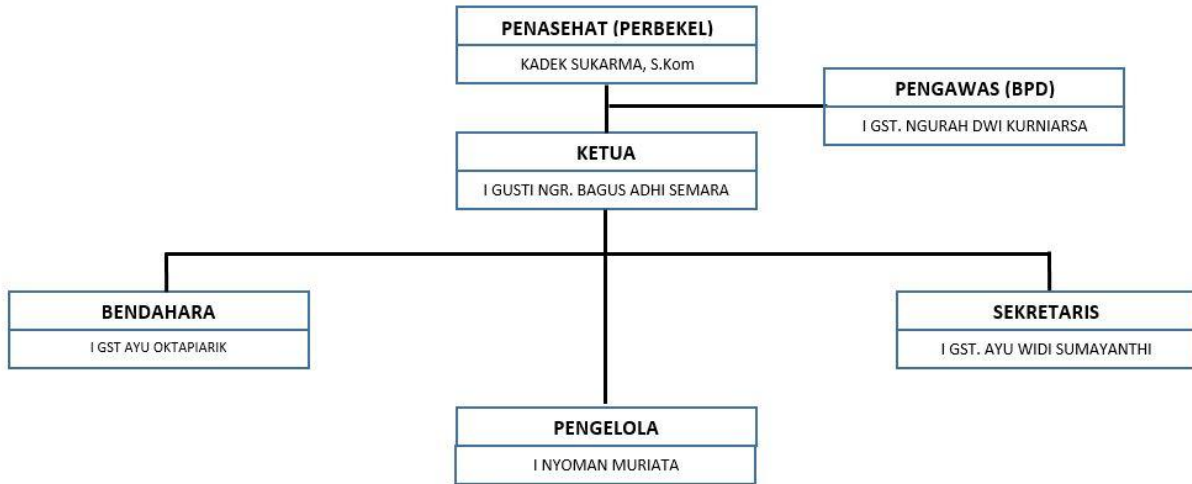 PENASEHAT (PERBEKEL)
KADEK SUKARMA, S.Kom
PENGAWAS (BPD)
I GST. NGURAH DWI KURNIARSA
KETUA
I GUSTI NGR. BAGUS ADHI SEMARA
BENDAHARA
I GST AYU OKTAPIARIK
SEKRETARIS
I GST. AYU WIDI SUMAYANTHI
PENGELOLA
I NYOMAN MURIATA